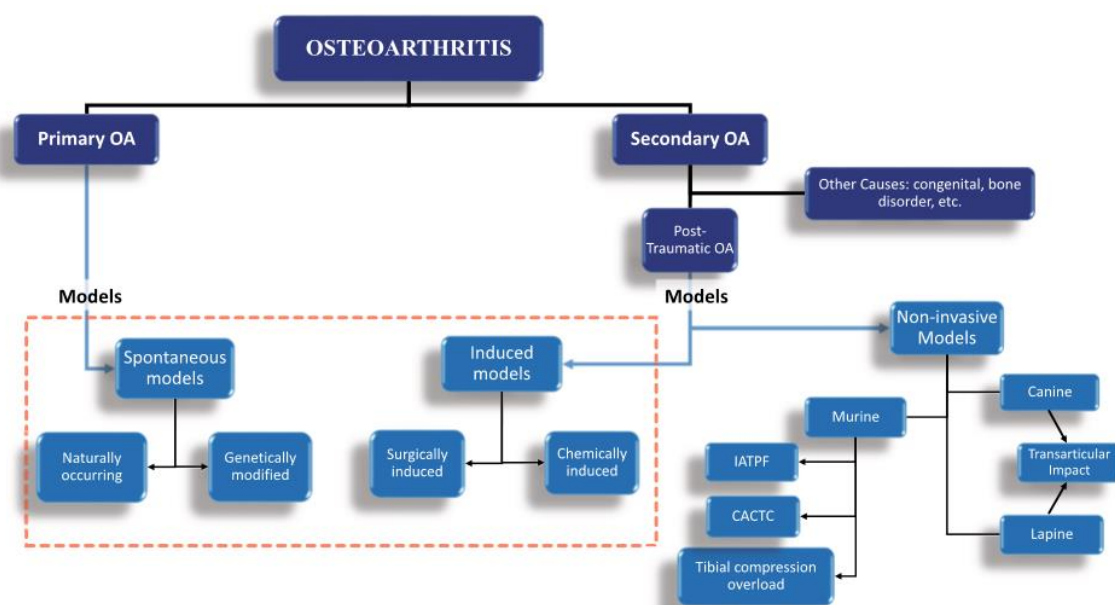 OSTEOARTHRITIS
Primary OA
Secondary OA
Other Causes: congenital, bone
disorder, etc.
Post-
Traumatic OA
Models
Models
Non-invasive
Models
Spontaneous
models
Induced
models
Canine
Murine
Naturally
occurring
Genetically
modified
Surgically
induced
Chemically
induced
IATPF
Transarticular
Impact
CACTC
Lapine
Tibial compression
overload